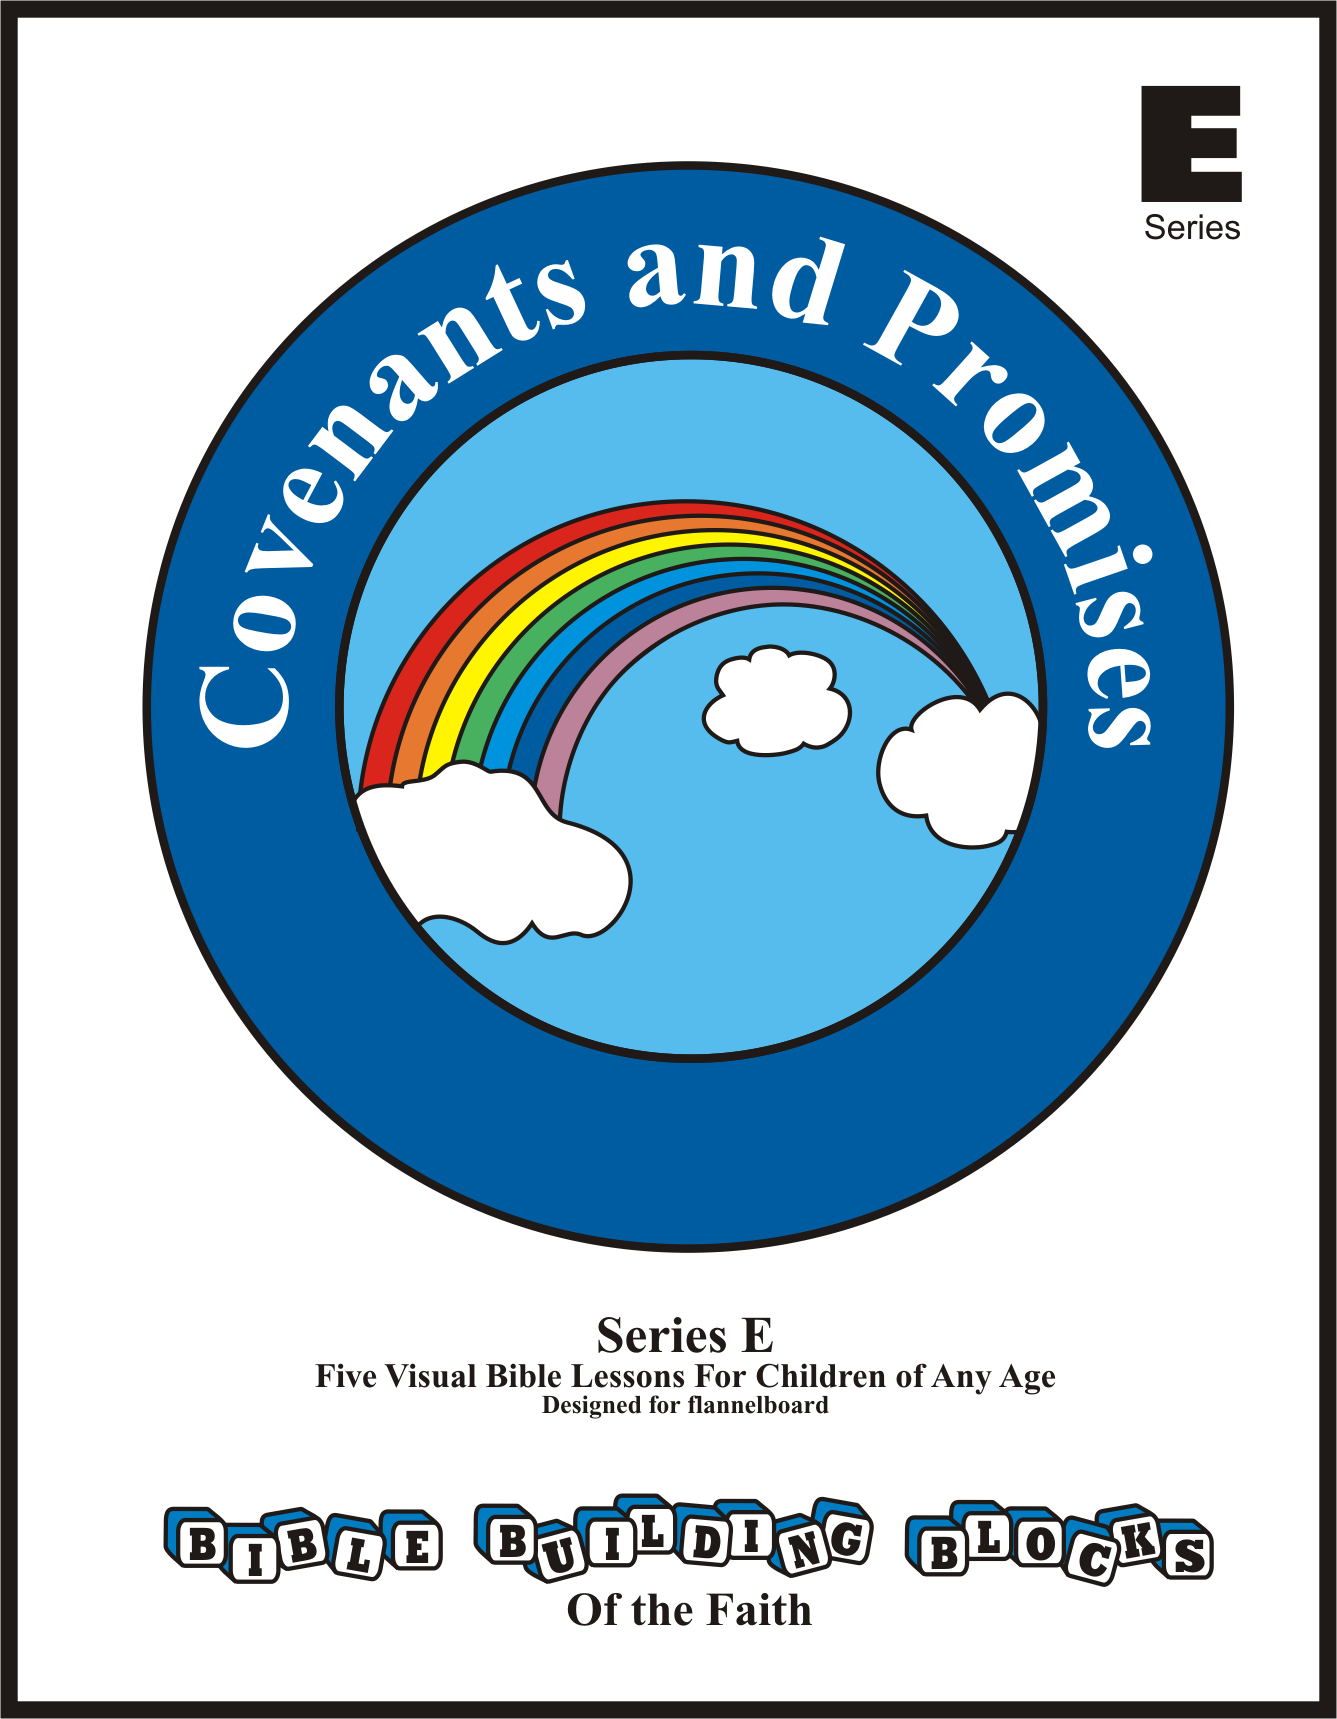 E
Series
Covenants and Promises
Series E
Five Visual Bible Lessons For Children of Any Age
Designed for flannelboard
BIBLE BUILDING BLOCKS
Of the Faith